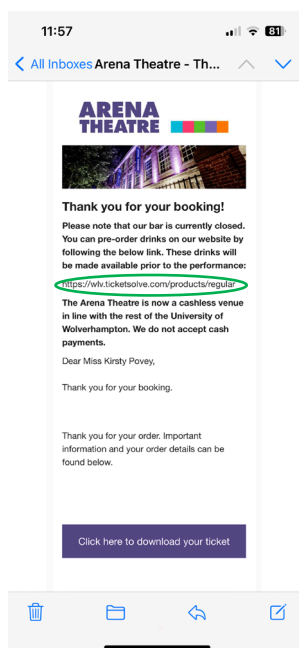 11:57
81
All Inboxes Arena Theatre - Th...
ARENA
THEATRE
Thank you for your booking!
Please note that our bar is currently closed.
You can pre-order drinks on our website by
following the below link. These drinks will
be made available prior to the performance:
https://wlv.ticketsolve.com/products/regular
The Arena Theatre is now a cashless venue
in line with the rest of the University of
Wolverhampton. We do not accept cash
payments.
Dear Miss Kirsty Povey,
Thank you for your booking.
Thank you for your order. Important
information and your order details can be
found below.
Click here to download your ticket